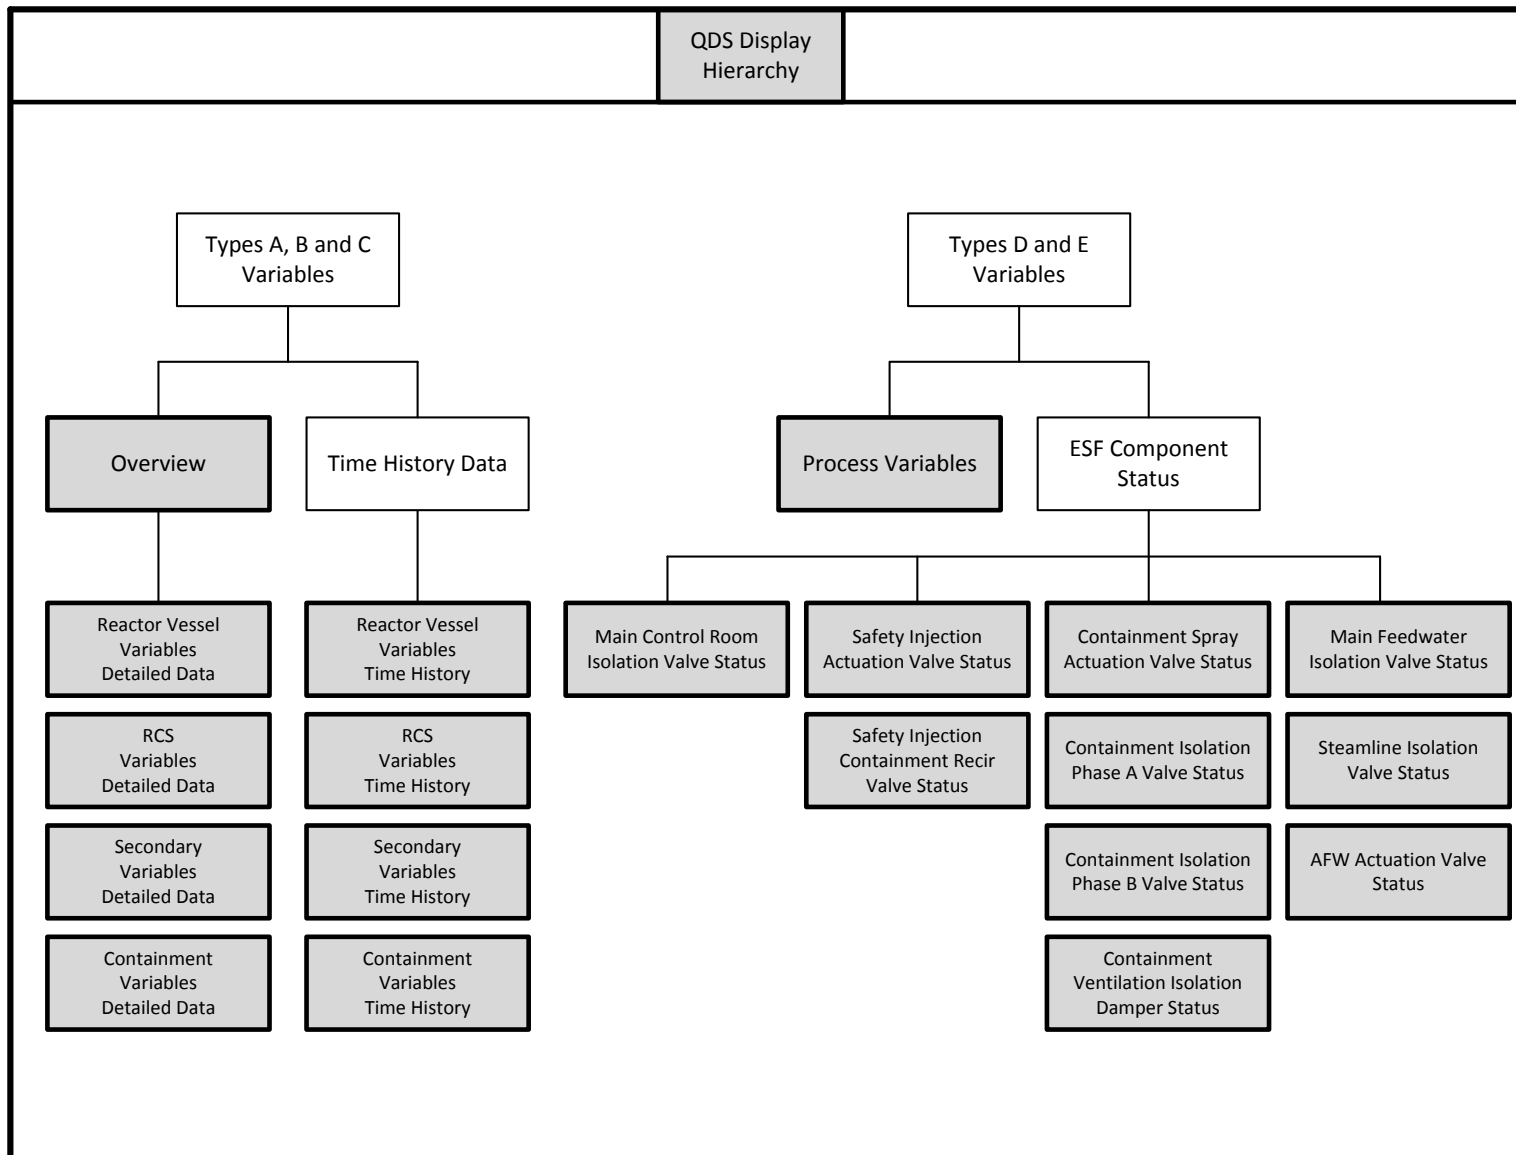 QDS Display
Hierarchy
Types A, B and C
Variables
Types D and E
Variables
Overview
Time History Data
Process Variables
ESF Component
Status
Reactor Vessel
Variables
Detailed Data
Reactor Vessel
Variables
Time History
Main Control Room
Isolation Valve Status
Safety Injection
Actuation Valve Status
Containment Spray
Actuation Valve Status
Main Feedwater
Isolation Valve Status
RCS
Variables
Detailed Data
RCS
Variables
Time History
Safety Injection
Containment Recir
Valve Status
Containment Isolation
Phase A Valve Status
Steamline Isolation
Valve Status
Secondary
Variables
Detailed Data
Secondary
Variables
Time History
Containment Isolation
Phase B Valve Status
AFW Actuation Valve
Status
Containment
Variables
Detailed Data
Containment
Variables
Time History
Containment
Ventilation Isolation
Damper Status